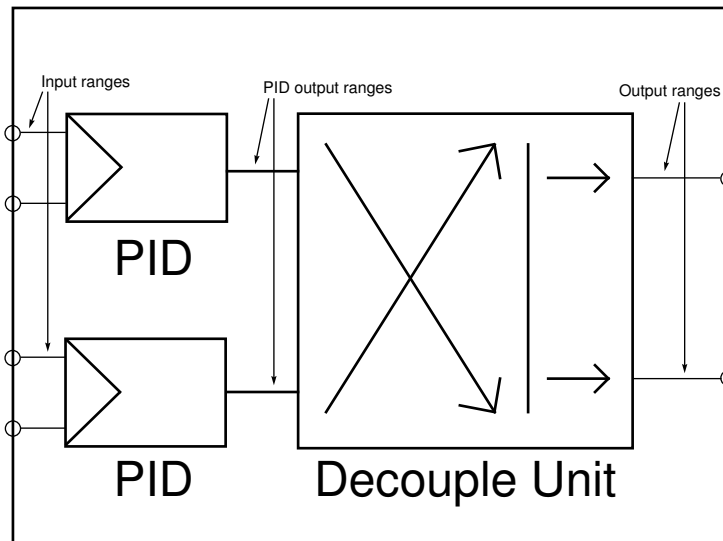 Input ranges
PID output ranges
Output ranges
PID
PID
Decouple Unit